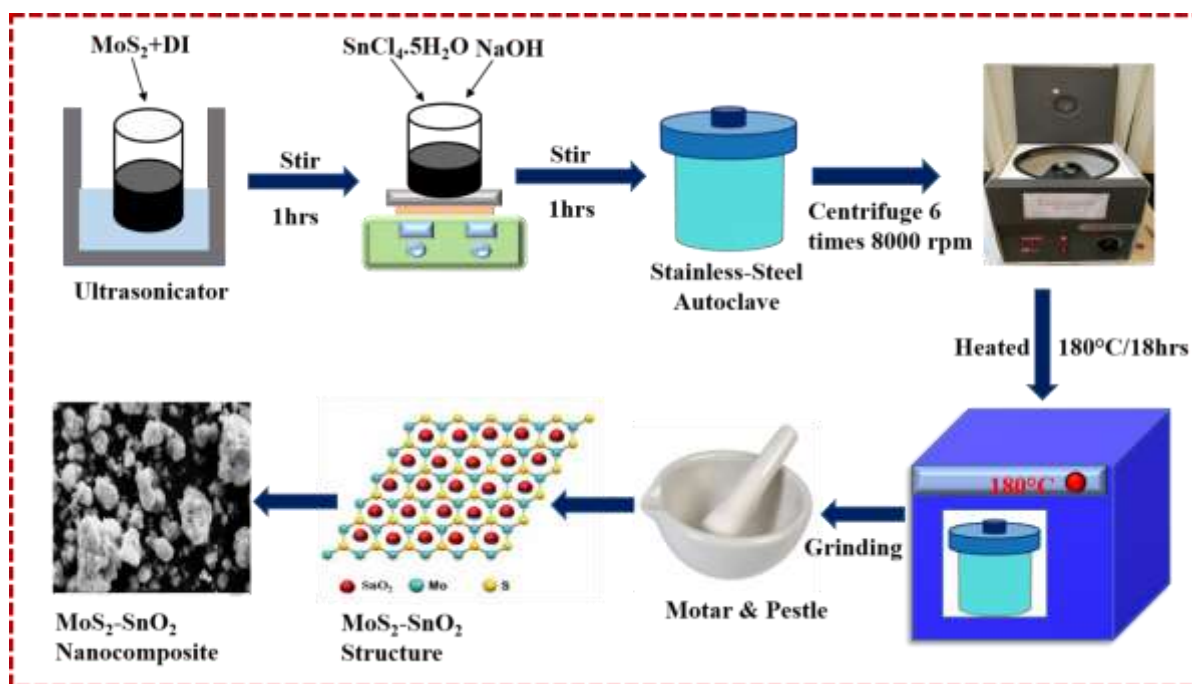 MoS₂+DI
SnCl₄.5H₂O NaOH
Stir
1hrs
Stir
1hrs
Centrifuge 6
times 8000 rpm
Ultrasonicator
Stainless-Steel
Autoclave
Heated
180°C/18hrs
180°C
Grinding
Motar & Pestle
SnO₂
Mo
S
MoS₂-SnO₂
Structure
MoS₂-SnO₂
Nanocomposite